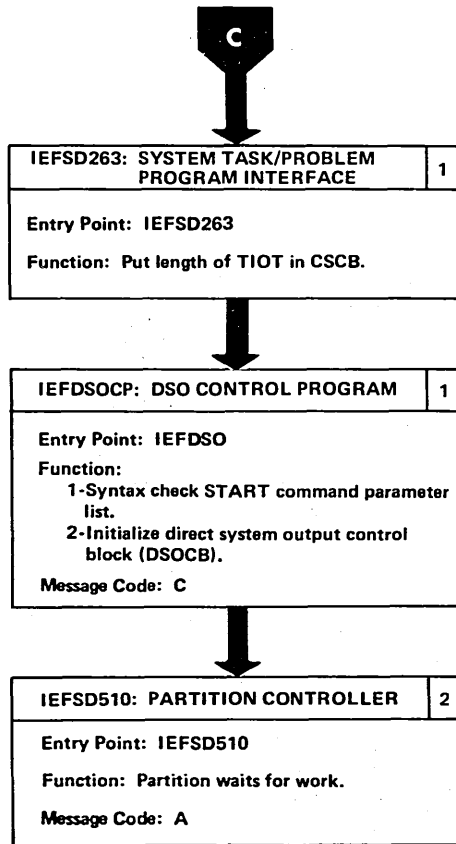 C
IEFSD263: SYSTEM TASK/PROBLEM
PROGRAM INTERFACE
1
Entry Point: IEFSD263
Function: Put length of TIOT in CSCB.
IEFDSOCP: DSO CONTROL PROGRAM
1
Entry Point: IEFDSO
Function:
1-Syntax check START command parameter
list.
2-Initialize direct system output control
block (DSOCB).
Message Code: C
IEFSD510: PARTITION CONTROLLER
2
Entry Point: IEFSD510
Function: Partition waits for work.
Message Code: A